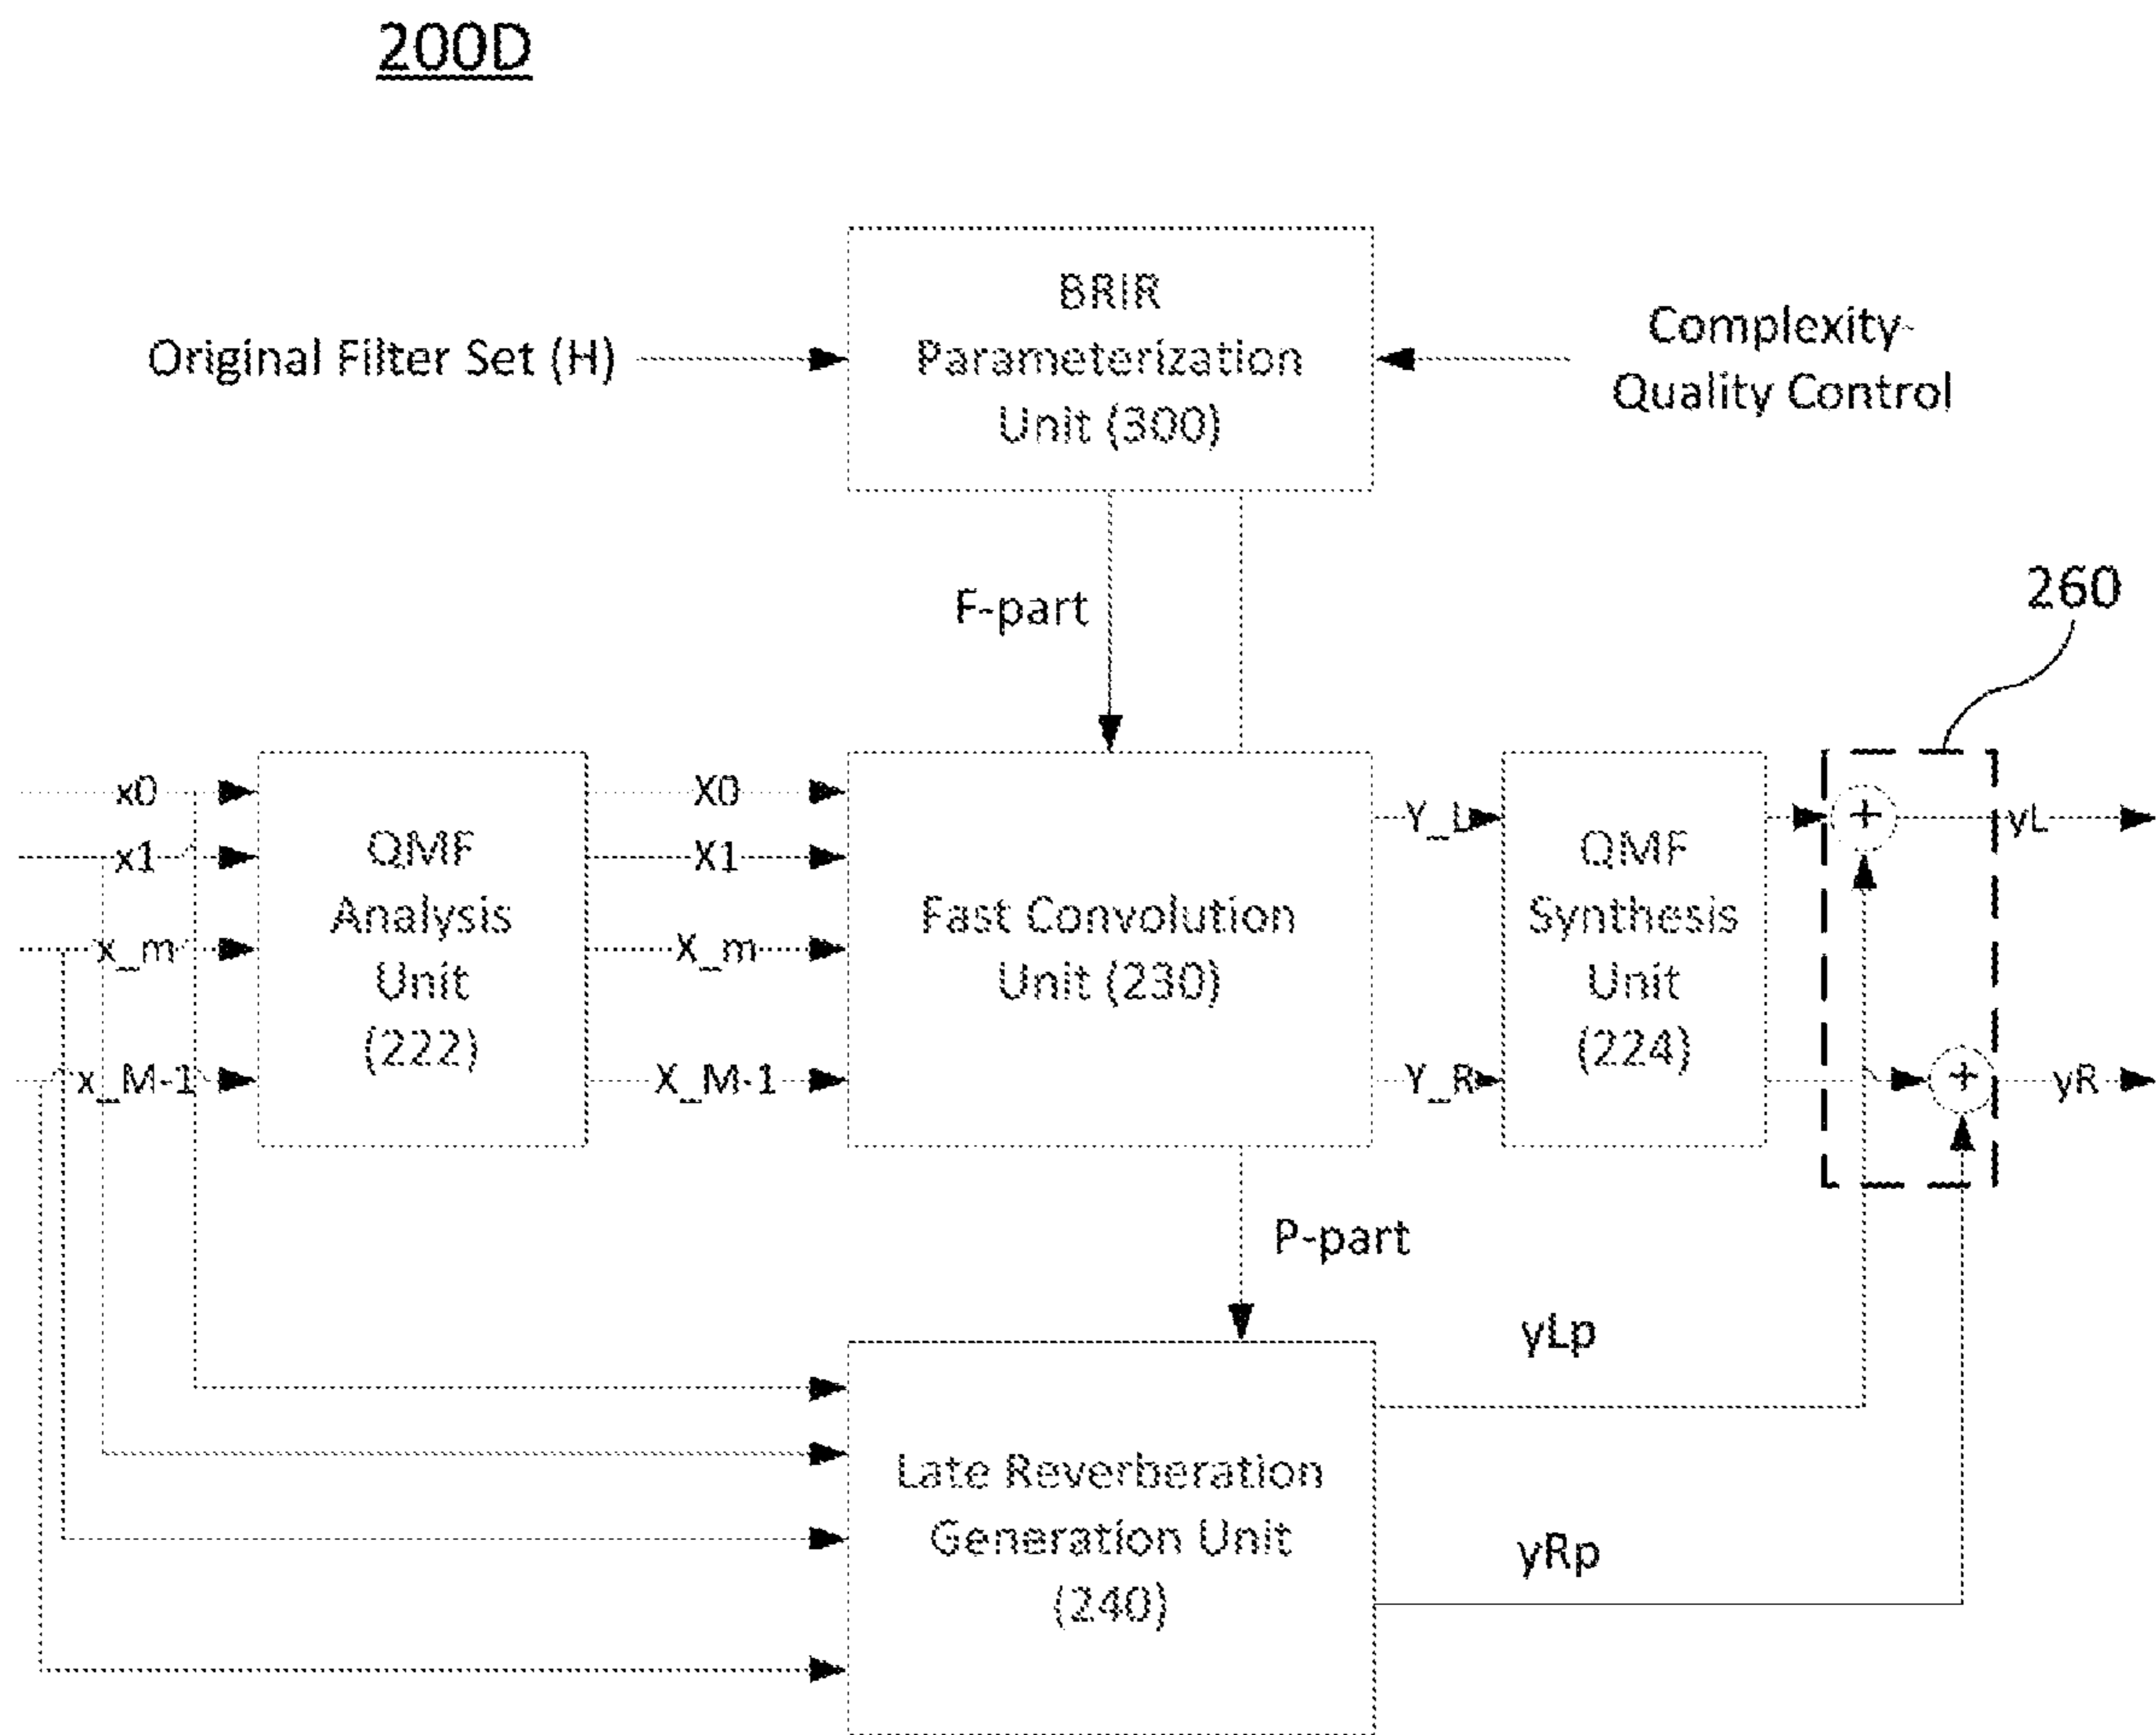 200D
BRIR
Parameterization
Unit (300)
Original Filter Set (H)
Complexity-
Quality Control
F-part
260
x0
x1
x_m
x_M-1
QMF
Analysis
Unit
(222)
X0
X1
X_m
X_M-1
Fast Convolution
Unit (230)
Y_L
Y_R
QMF
Synthesis
Unit
(224)
+
yL
+
yR
P-part
yLp
Late Reverberation
Generation Unit
(240)
yRp